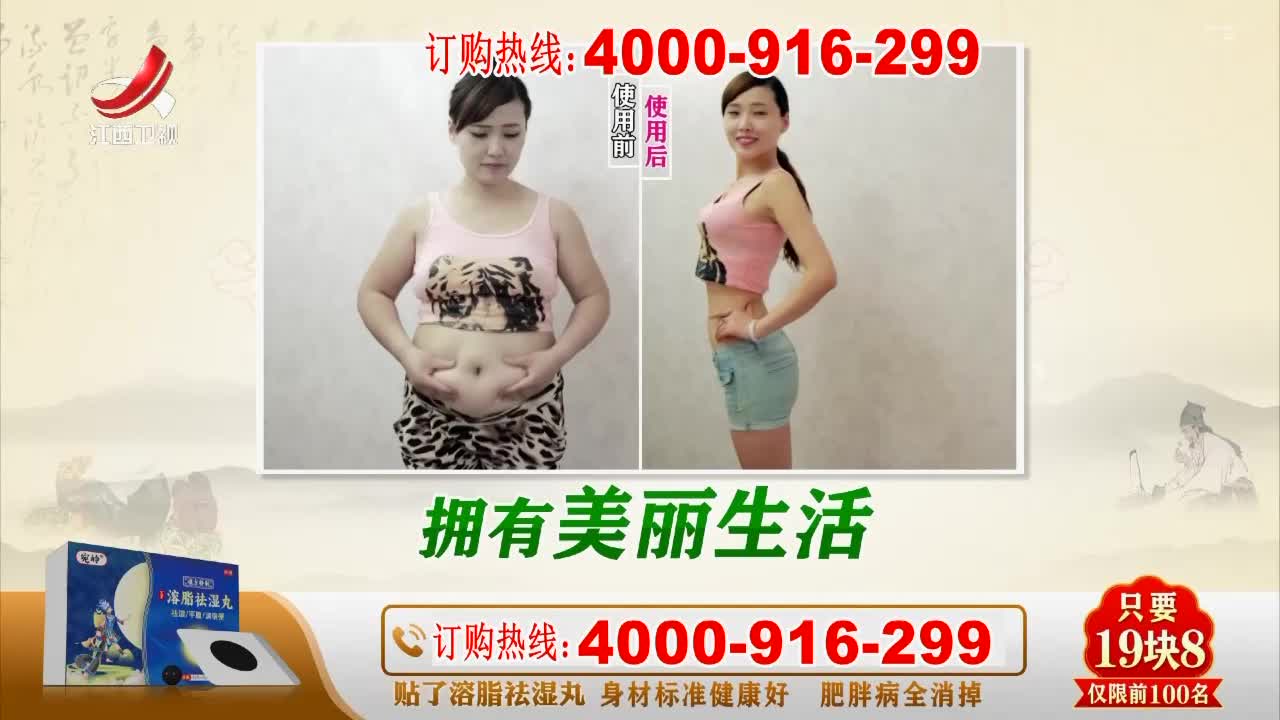 订购热线:4000-916-299
江西卫视
使用前
使用后
拥有美丽生活
宛岭
溶脂祛湿丸
订购热线:4000-916-299
贴了溶脂祛湿丸 身材标准健康好 肥胖病全消掉
只要
19块8
仅限前100名